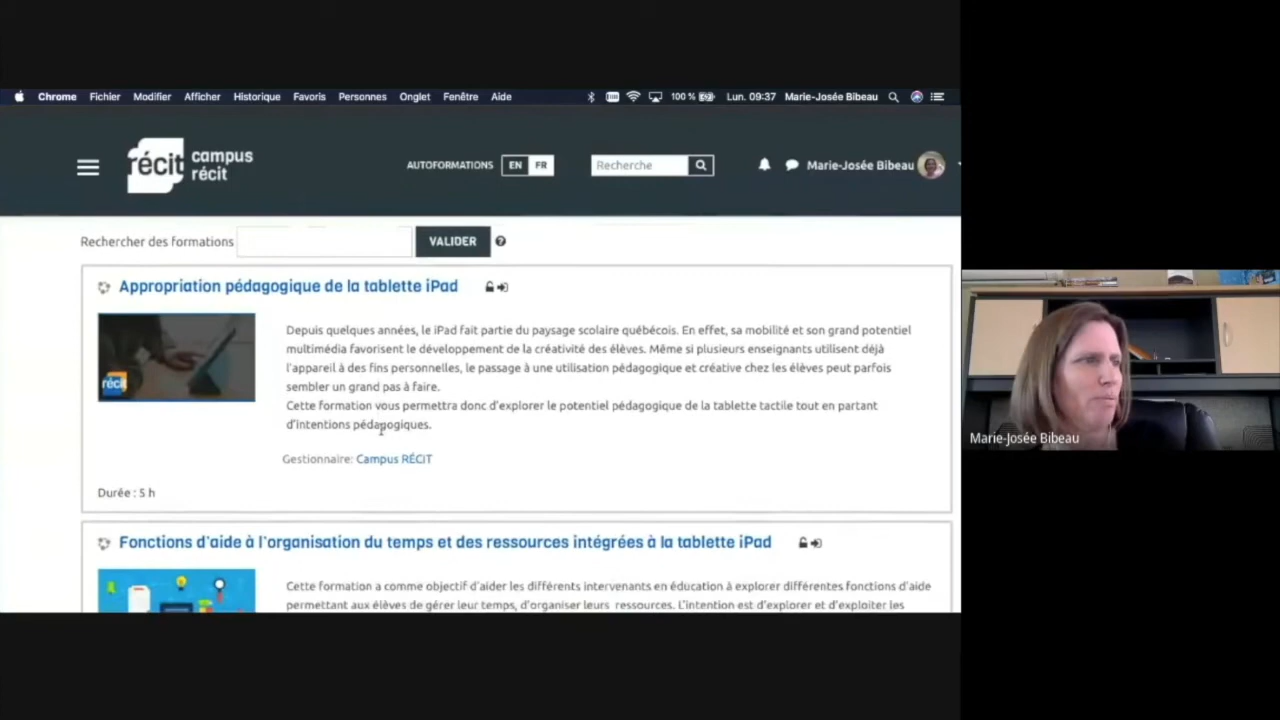 Chrome Fichier Modifier Afficher Historique Favoris Personnes Onglet Fenêtre Aide 100 % Lun. 09:37 Marie-Josée Bibeau
récit campus récit AUTOFORMATIONS EN FR Recherche Marie-Josée Bibeau
Rechercher des formations VALIDER ?
Appropriation pédagogique de la tablette iPad
Depuis quelques années, le iPad fait partie du paysage scolaire québécois. En effet, sa mobilité et son grand potentiel
multimédia favorisent le développement de la créativité des élèves. Même si plusieurs enseignants utilisent déjà
l'appareil à des fins personnelles, le passage à une utilisation pédagogique et créative chez les élèves peut parfois
sembler un grand pas à faire.
Cette formation vous permettra donc d'explorer le potentiel pédagogique de la tablette tactile tout en partant
d'intentions pédagogiques.
récit
Gestionnaire: Campus RÉCIT
Durée : 5 h
Fonctions d'aide à l'organisation du temps et des ressources intégrées à la tablette iPad
Cette formation a comme objectif d'aider les différents intervenants en éducation à explorer différentes fonctions d'aide
permettant aux élèves de gérer leur temps, d'organiser leurs ressources. L'intention est d'explorer et d'exploiter les
Marie-Josée Bibeau